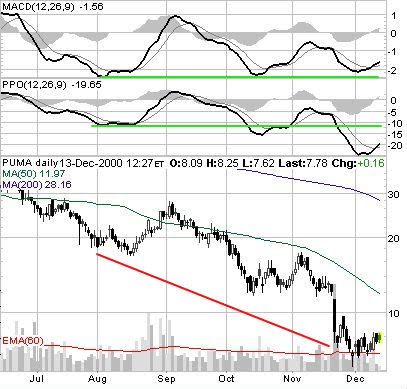 MACD(12,26,9) -1.56
1
0
-1
-2
PPO(12,26,9) -19.65
5
0
-5
-10
-15
-20
PUMA daily 13-Dec-2000 12:27ET O:8.09 H:8.25 L:7.62 Last:7.78 Chg:+0.16
MA(50) 11.97
MA(200) 28.16
30
20
10
EMA(60)
Jul Aug Sep Oct Nov Dec